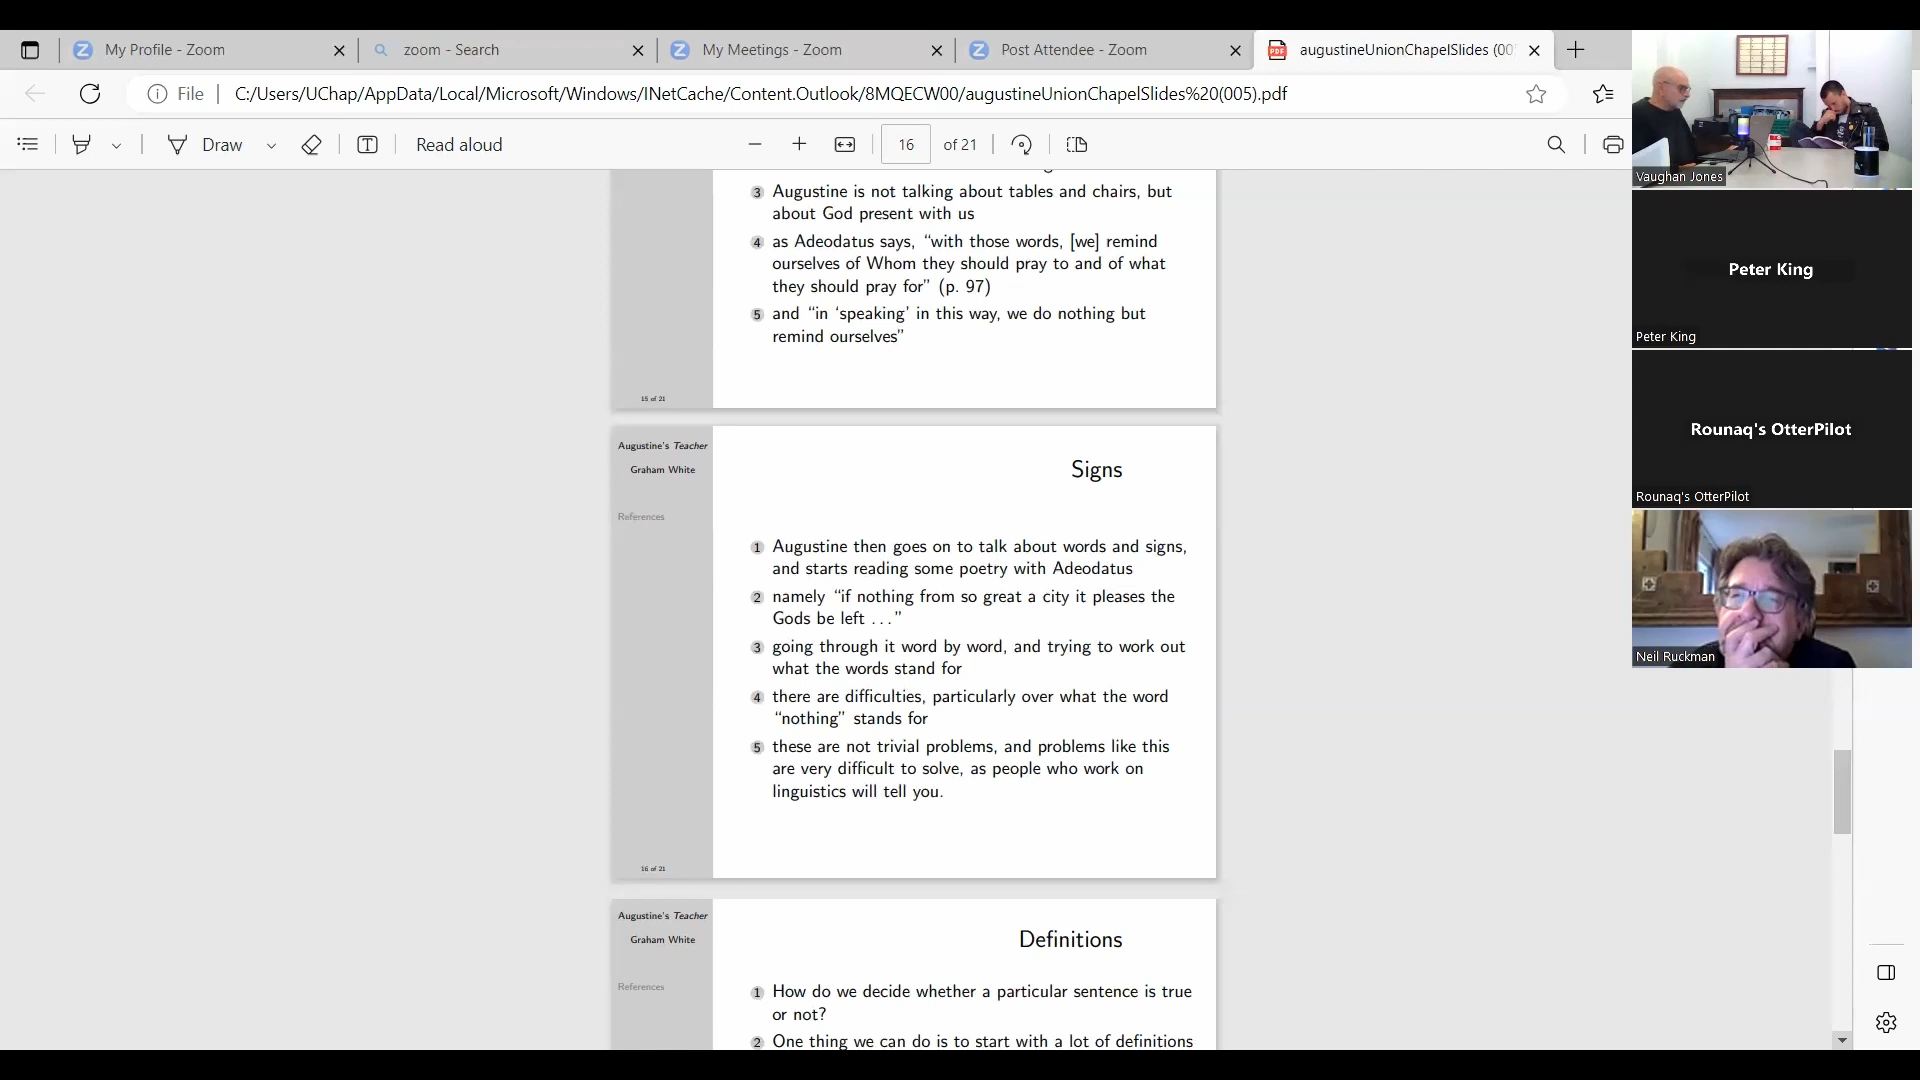 My Profile - Zoom
zoom - Search
My Meetings - Zoom
Post Attendee - Zoom
augustineUnionChapelSlides (005
File
C:/Users/UChap/AppData/Local/Microsoft/Windows/INetCache/Content.Outlook/8MQECW00/augustineUnionChapelSlides%20(005).pdf
Draw
Read aloud
16 of 21
3 Augustine is not talking about tables and chairs, but
about God present with us
4 as Adeodatus says, “with those words, [we] remind
ourselves of Whom they should pray to and of what
they should pray for” (p. 97)
5 and “in ‘speaking’ in this way, we do nothing but
remind ourselves”
15 of 21
Augustine's Teacher
Graham White
References
Signs
1 Augustine then goes on to talk about words and signs,
and starts reading some poetry with Adeodatus
2 namely “if nothing from so great a city it pleases the
Gods be left . . .”
3 going through it word by word, and trying to work out
what the words stand for
4 there are difficulties, particularly over what the word
“nothing” stands for
5 these are not trivial problems, and problems like this
are very difficult to solve, as people who work on
linguistics will tell you.
16 of 21
Augustine's Teacher
Graham White
References
Definitions
1 How do we decide whether a particular sentence is true
or not?
2 One thing we can do is to start with a lot of definitions
Vaughan Jones
Peter King
Peter King
Rounaq's OtterPilot
Rounaq's OtterPilot
Neil Ruckman